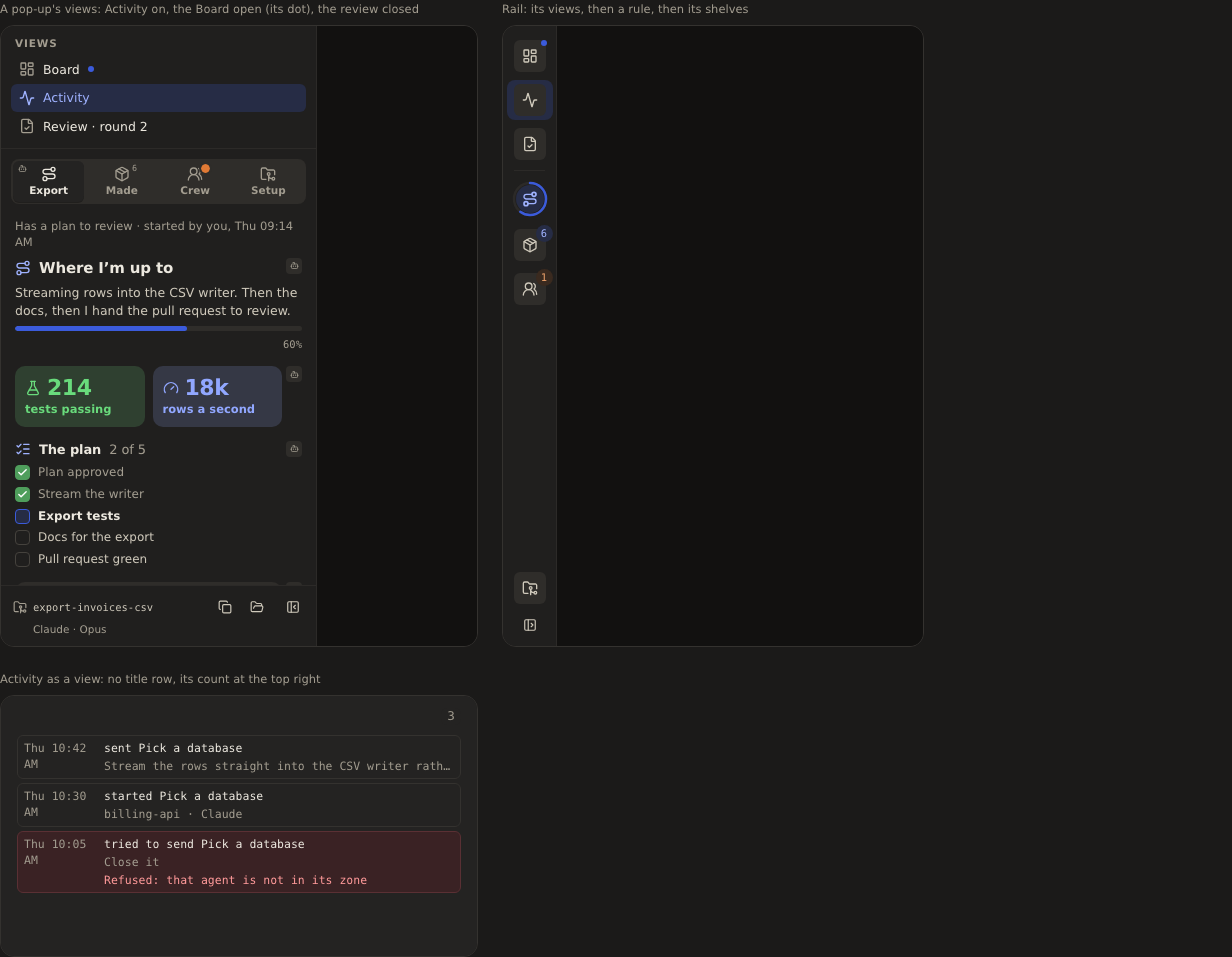 A pop-up's views: Activity on, the Board open (its dot), the review closed
VIEWS
Board
Activity
Review · round 2
Export
6
Made
Crew
Setup
Has a plan to review · started by you, Thu 09:14
AM
Where I’m up to
Streaming rows into the CSV writer. Then the
docs, then I hand the pull request to review.
60%
214
tests passing
18k
rows a second
The plan 2 of 5
Plan approved
Stream the writer
Export tests
Docs for the export
Pull request green
export-invoices-csv
Claude · Opus
Rail: its views, then a rule, then its shelves
6
1
Activity as a view: no title row, its count at the top right
3
Thu 10:42
AM
sent Pick a database
Stream the rows straight into the CSV writer rath…
Thu 10:30
AM
started Pick a database
billing-api · Claude
Thu 10:05
AM
tried to send Pick a database
Close it
Refused: that agent is not in its zone